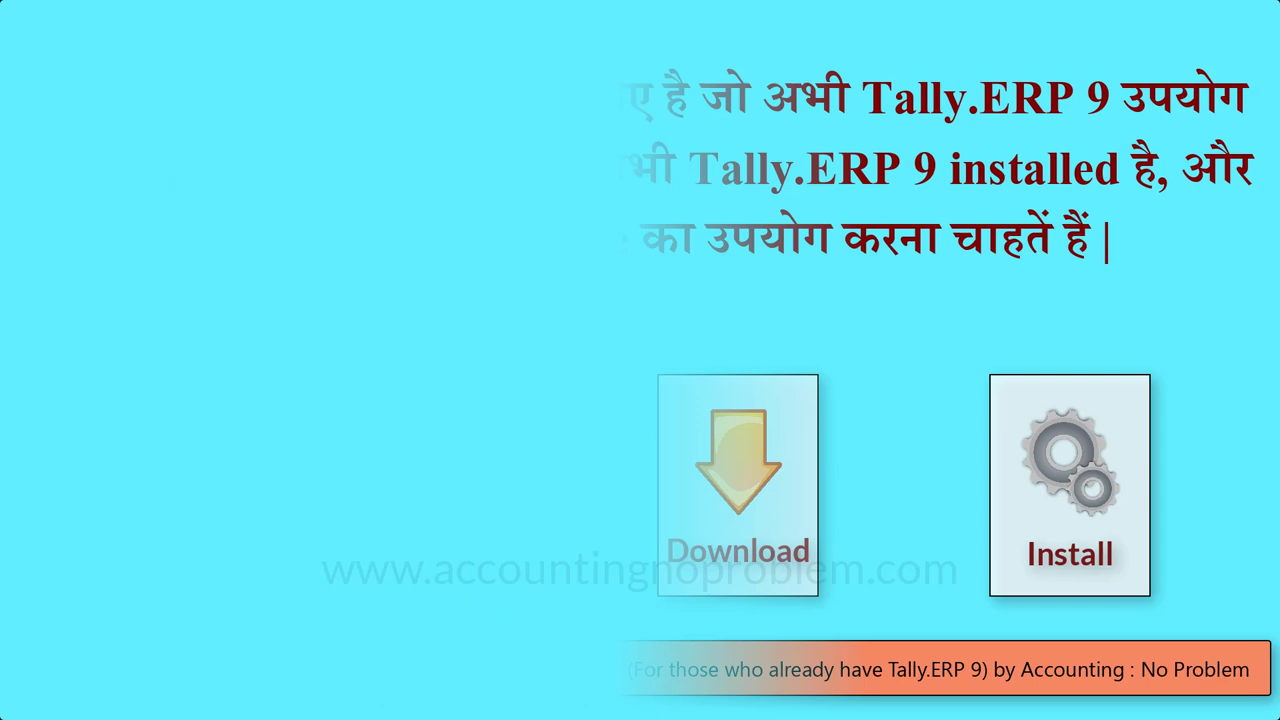 है जो अभी Tally.ERP 9 उपयोग
Tally.ERP 9 installed है, और
का उपयोग करना चाहतें हैं |
Download
Install
www.accountingnoproblem.com
(For those who already have Tally.ERP 9) by Accounting : No Problem